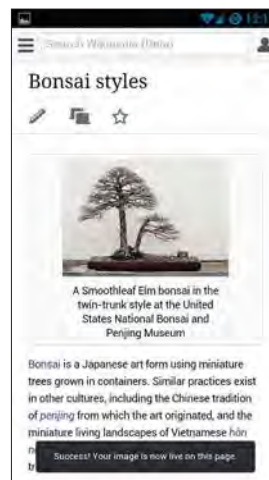 Search Wikipedia (Beta)
Bonsai styles
A Smoothleaf Elm bonsai in the
twin-trunk style at the United
States National Bonsai and
Penjing Museum
Bonsai is a Japanese art form using miniature
trees grown in containers. Similar practices exist
in other cultures, including the Chinese tradition
of penjing from which the art originated, and the
miniature living landscapes of Vietnamese hòn
Success! Your image is now live on this page.